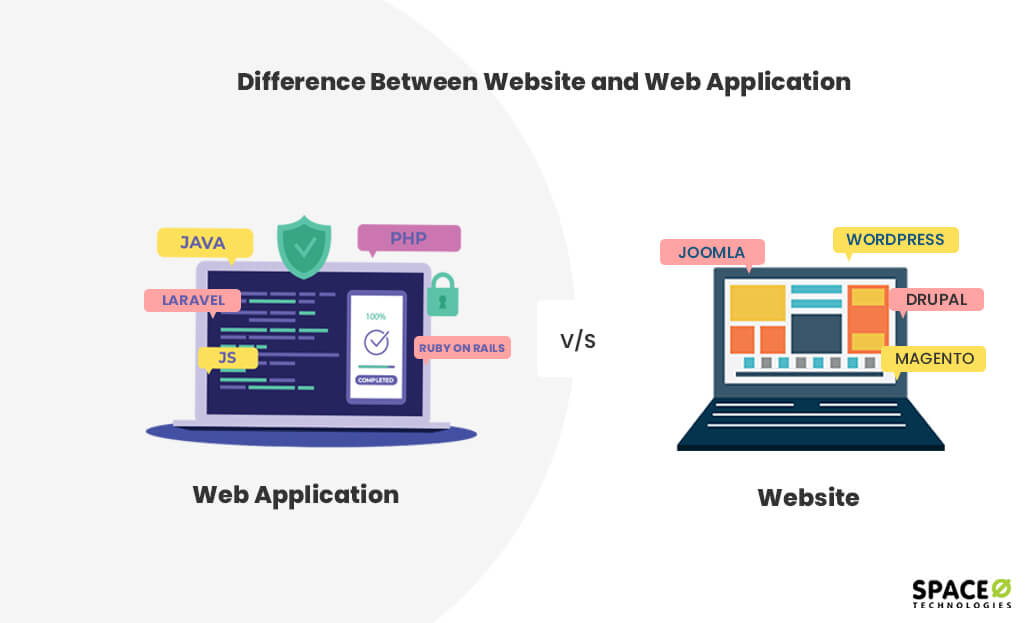 Difference Between Website and Web Application
JAVA
PHP
LARAVEL
JS
RUBY ON RAILS
100%
COMPLETED
Web Application
V/S
JOOMLA
WORDPRESS
DRUPAL
MAGENTO
Website
SPACEO
TECHNOLOGIES